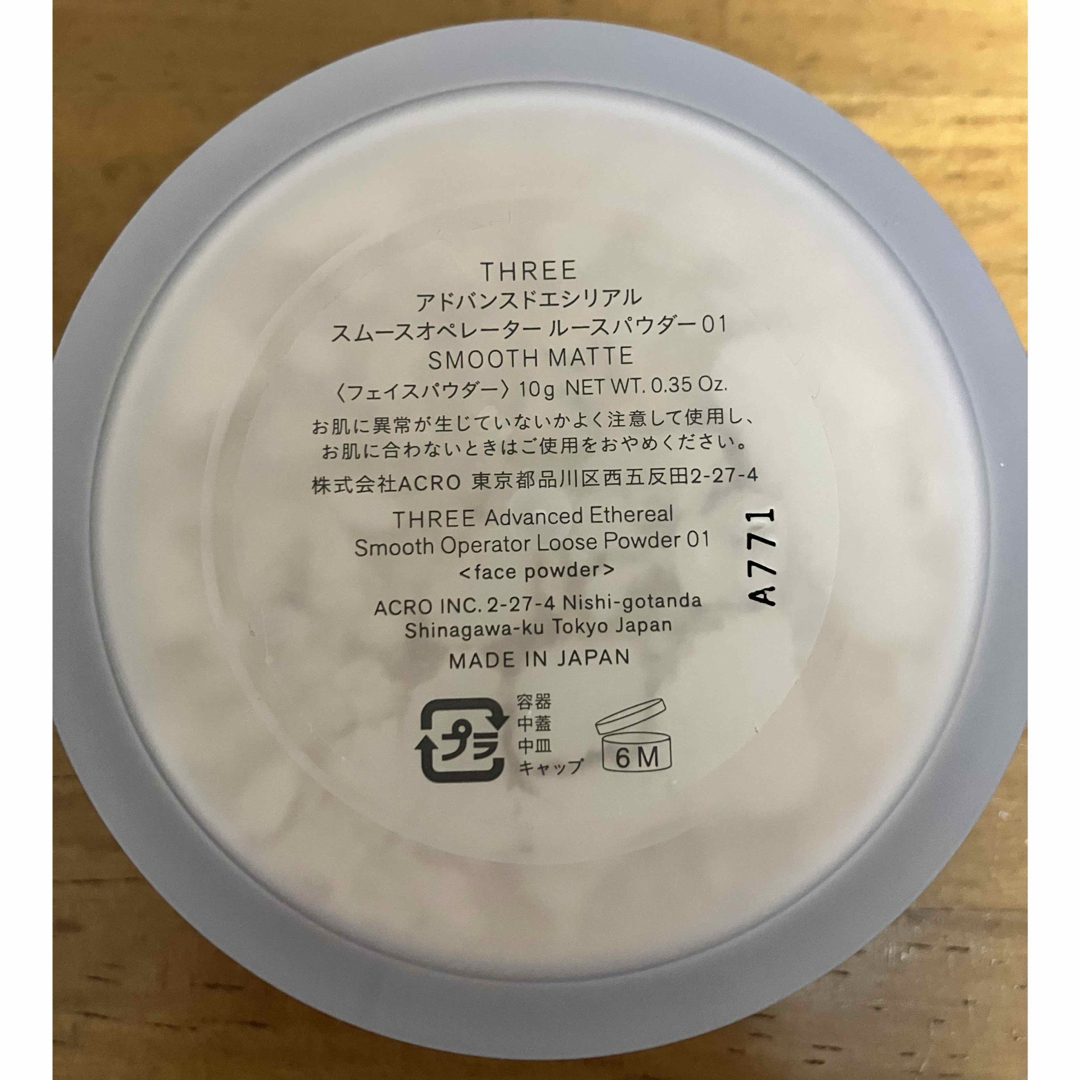 THREE
アドバンスドエシリアル
スムースオペレーター ルースパウダー 01
SMOOTH MATTE
〈フェイスパウダー〉10g NET WT. 0.35 Oz.
お肌に異常が生じていないかよく注意して使用し、
お肌に合わないときはご使用をおやめください。
株式会社ACRO 東京都品川区西五反田2-27-4
THREE Advanced Ethereal
Smooth Operator Loose Powder 01
<face powder>
ACRO INC. 2-27-4 Nishi-gotanda
Shinagawa-ku Tokyo Japan
MADE IN JAPAN
A771
プラ
容器
中蓋
中皿
キャップ
6M